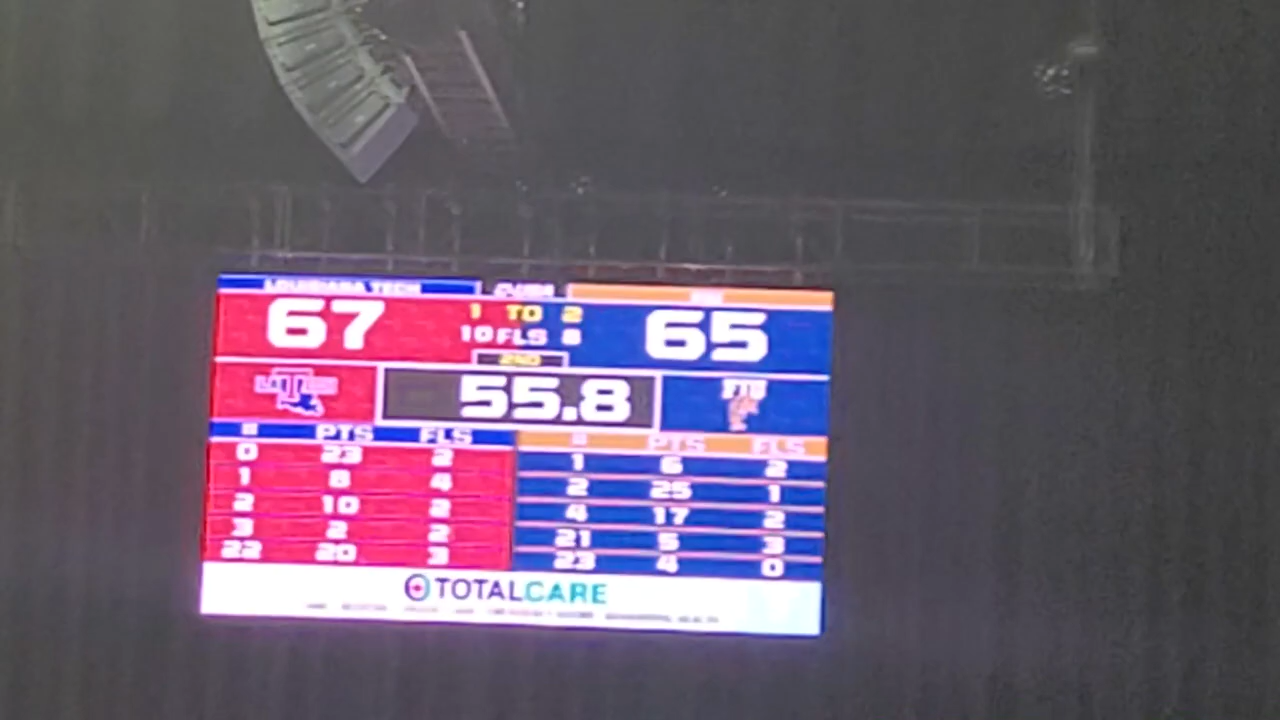 LOUISIANA TECH
67 1 TO 2 65
10 FLS 8
2ND
55.8
# PTS FLS # PTS FLS
0 23 2 1 6 2
1 8 4 2 25 1
2 10 2 4 17 2
3 2 2 21 5 3
22 20 3 23 4 0
TOTALCARE